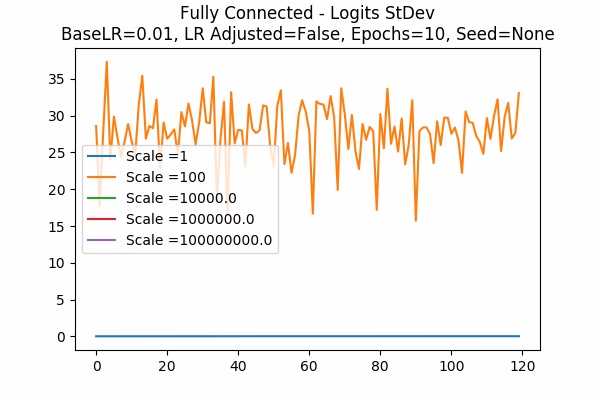 Fully Connected - Logits StDev
BaseLR=0.01, LR Adjusted=False, Epochs=10, Seed=None
35
30
25
20
15
10
5
0
Scale =1
Scale =100
Scale =10000.0
Scale =1000000.0
Scale =100000000.0
0
20
40
60
80
100
120